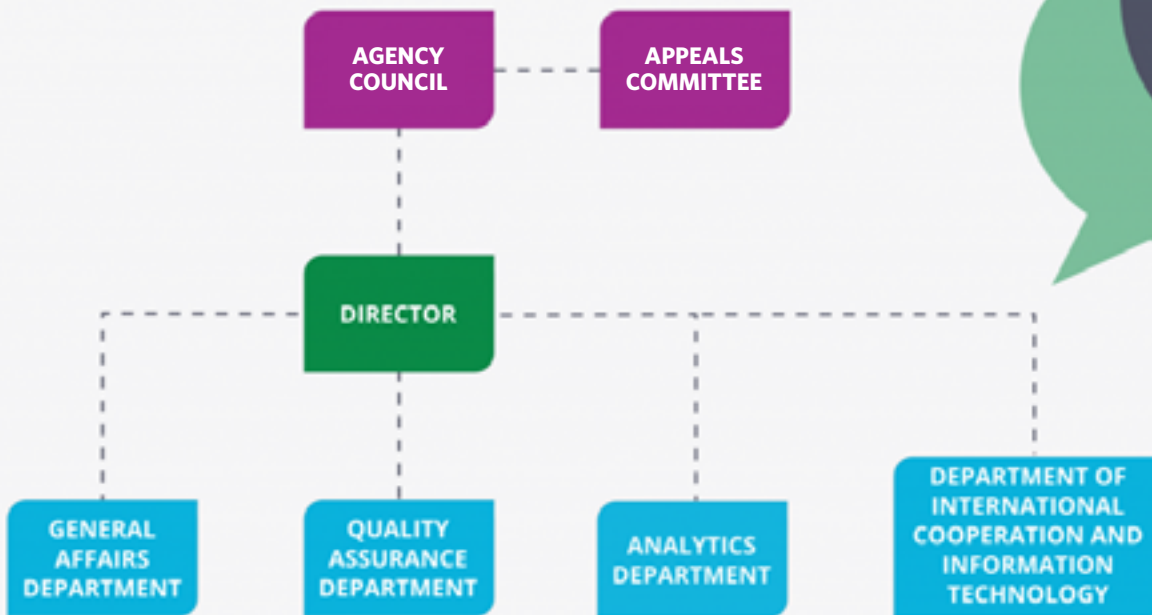 AGENCY
COUNCIL
APPEALS
COMMITTEE
DIRECTOR
GENERAL
AFFAIRS
DEPARTMENT
QUALITY
ASSURANCE
DEPARTMENT
ANALYTICS
DEPARTMENT
DEPARTMENT OF
INTERNATIONAL
COOPERATION AND
INFORMATION
TECHNOLOGY